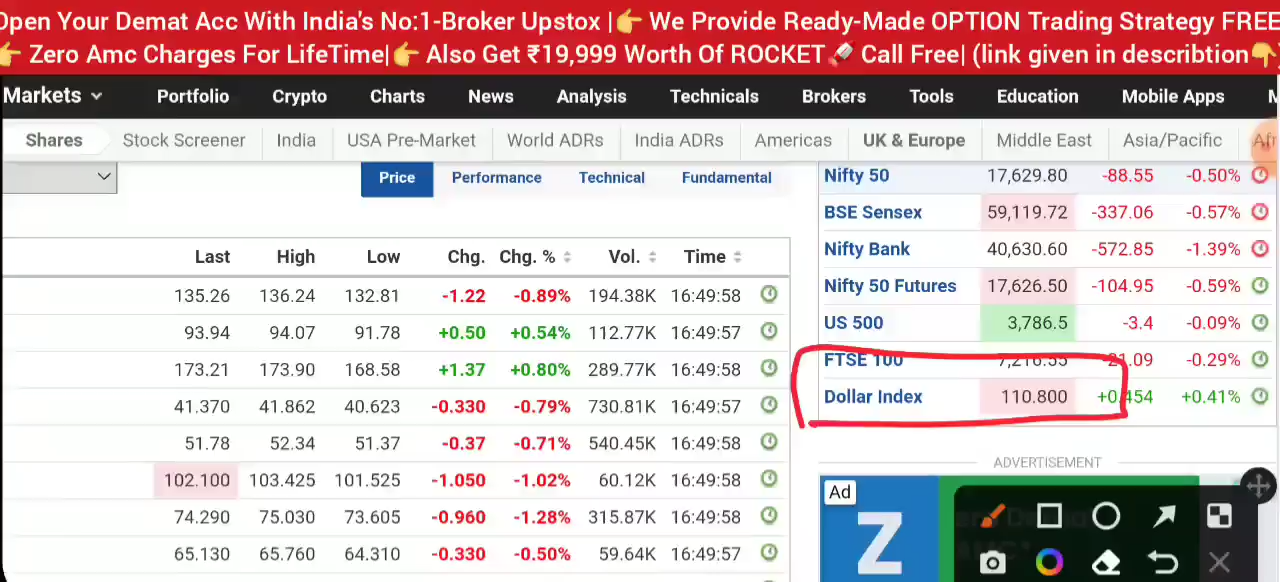 Open Your Demat Acc With India's No:1-Broker Upstox |👉 We Provide Ready-Made OPTION Trading Strategy FREE
👉 Zero Amc Charges For LifeTime|👉 Also Get ₹19,999 Worth Of ROCKET🚀 Call Free| (link given in describtion👇
Markets Portfolio Crypto Charts News Analysis Technicals Brokers Tools Education Mobile Apps
Shares Stock Screener India USA Pre-Market World ADRs India ADRs Americas UK & Europe Middle East Asia/Pacific
Price Performance Technical Fundamental
Last High Low Chg. Chg. % Vol. Time
135.26 136.24 132.81 -1.22 -0.89% 194.38K 16:49:58
93.94 94.07 91.78 +0.50 +0.54% 112.77K 16:49:57
173.21 173.90 168.58 +1.37 +0.80% 289.77K 16:49:58
41.370 41.862 40.623 -0.330 -0.79% 730.81K 16:49:57
51.78 52.34 51.37 -0.37 -0.71% 540.45K 16:49:58
102.100 103.425 101.525 -1.050 -1.02% 60.12K 16:49:58
74.290 75.030 73.605 -0.960 -1.28% 315.87K 16:49:58
65.130 65.760 64.310 -0.330 -0.50% 59.64K 16:49:57
Nifty 50 17,629.80 -88.55 -0.50%
BSE Sensex 59,119.72 -337.06 -0.57%
Nifty Bank 40,630.60 -572.85 -1.39%
Nifty 50 Futures 17,626.50 -104.95 -0.59%
US 500 3,786.5 -3.4 -0.09%
FTSE 100 7,216.55 -21.09 -0.29%
Dollar Index 110.800 +0.454 +0.41%
ADVERTISEMENT
Ad
Z